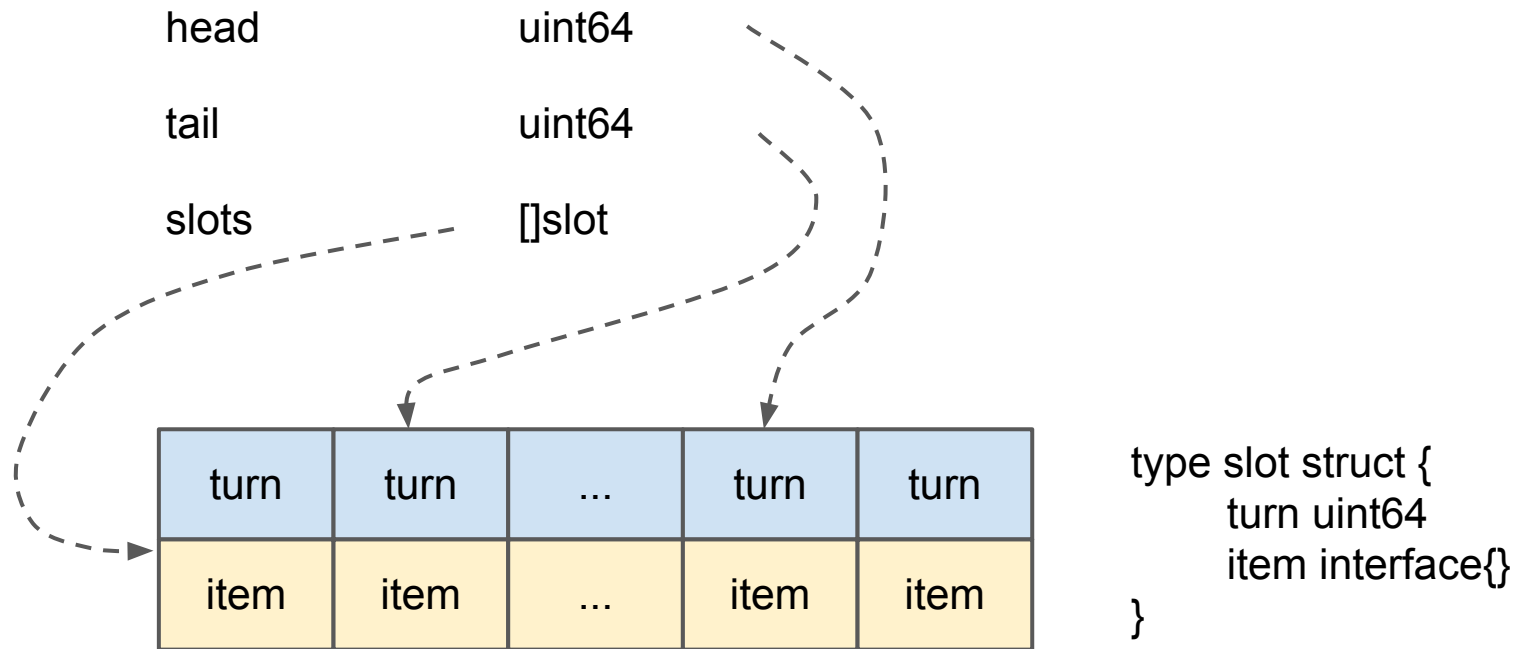 head uint64
tail uint64
slots []slot
turn turn ... turn turn
item item ... item item
type slot struct {
turn uint64
item interface{}
}